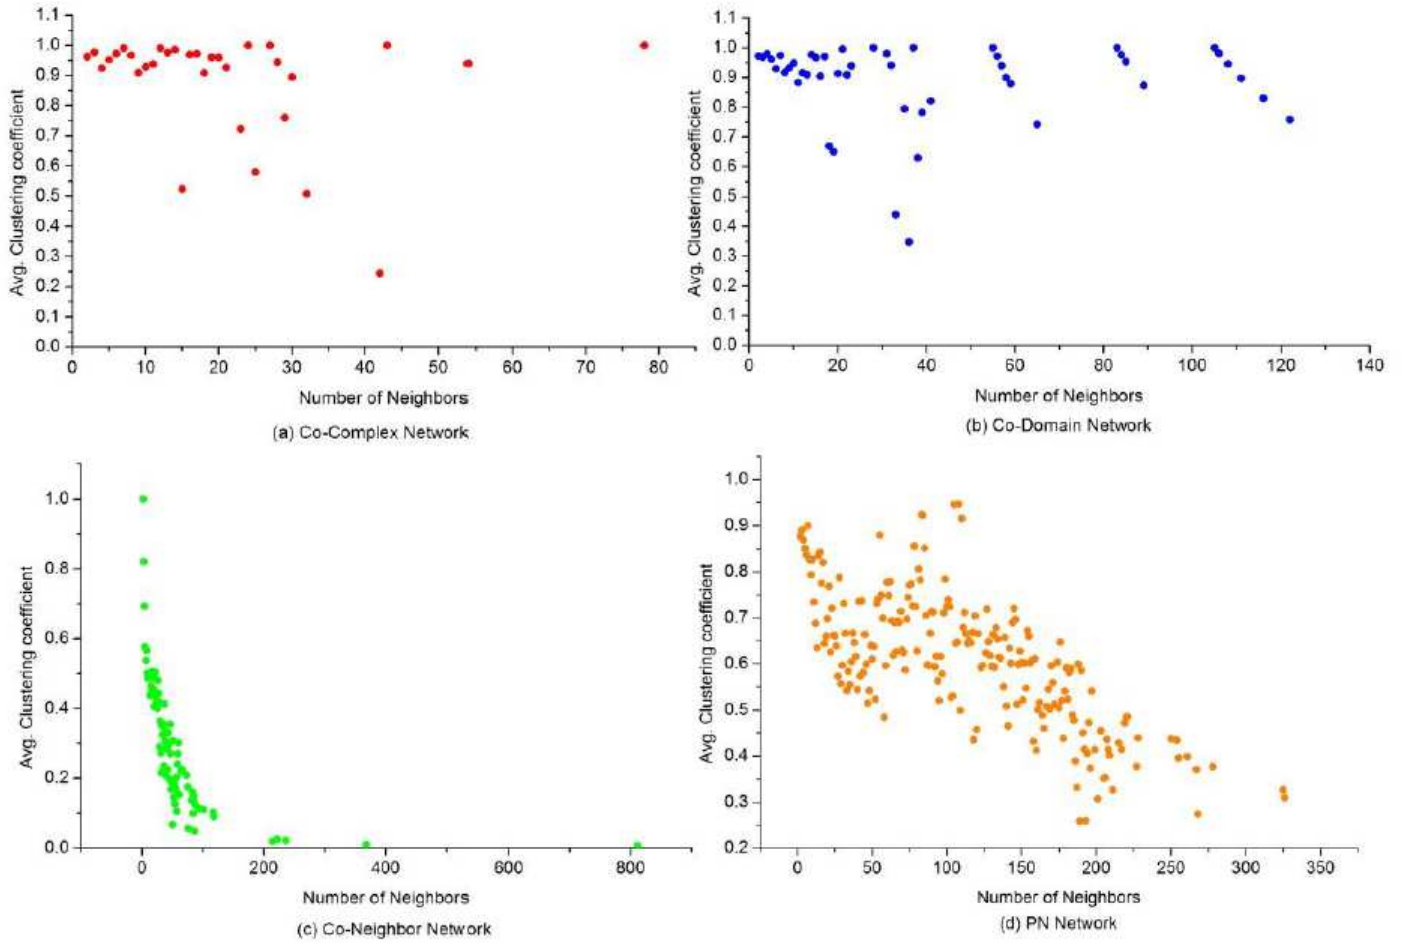 1.1
1.0
0.9
0.8
0.7
0.6
0.5
0.4
0.3
0.2
0.1
0.0
Avg. Clustering coefficient
0 10 20 30 40 50 60 70 80
Number of Neighbors
(a) Co-Complex Network
1.1
1.0
0.9
0.8
0.7
0.6
0.5
0.4
0.3
0.2
0.1
0.0
Avg. Clustering coefficient
0 20 40 60 80 100 120 140
Number of Neighbors
(b) Co-Domain Network
1.0
0.8
0.6
0.4
0.2
0.0
Avg. Clustering coefficient
0 200 400 600 800
Number of Neighbors
(c) Co-Neighbor Network
1.0
0.9
0.8
0.7
0.6
0.5
0.4
0.3
0.2
Avg. Clustering coefficient
0 50 100 150 200 250 300 350
Number of Neighbors
(d) PN Network